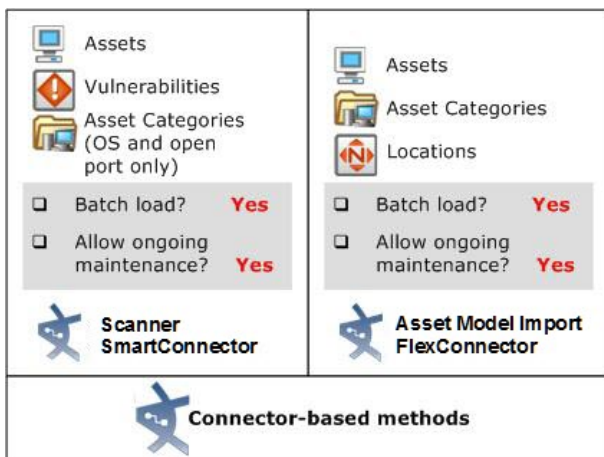 Assets
Vulnerabilities
Asset Categories
(OS and open
port only)
Batch load? Yes
Allow ongoing
maintenance? Yes
Scanner
SmartConnector
Assets
Asset Categories
N
Locations
Batch load? Yes
Allow ongoing
maintenance? Yes
Asset Model Import
FlexConnector
Connector-based methods